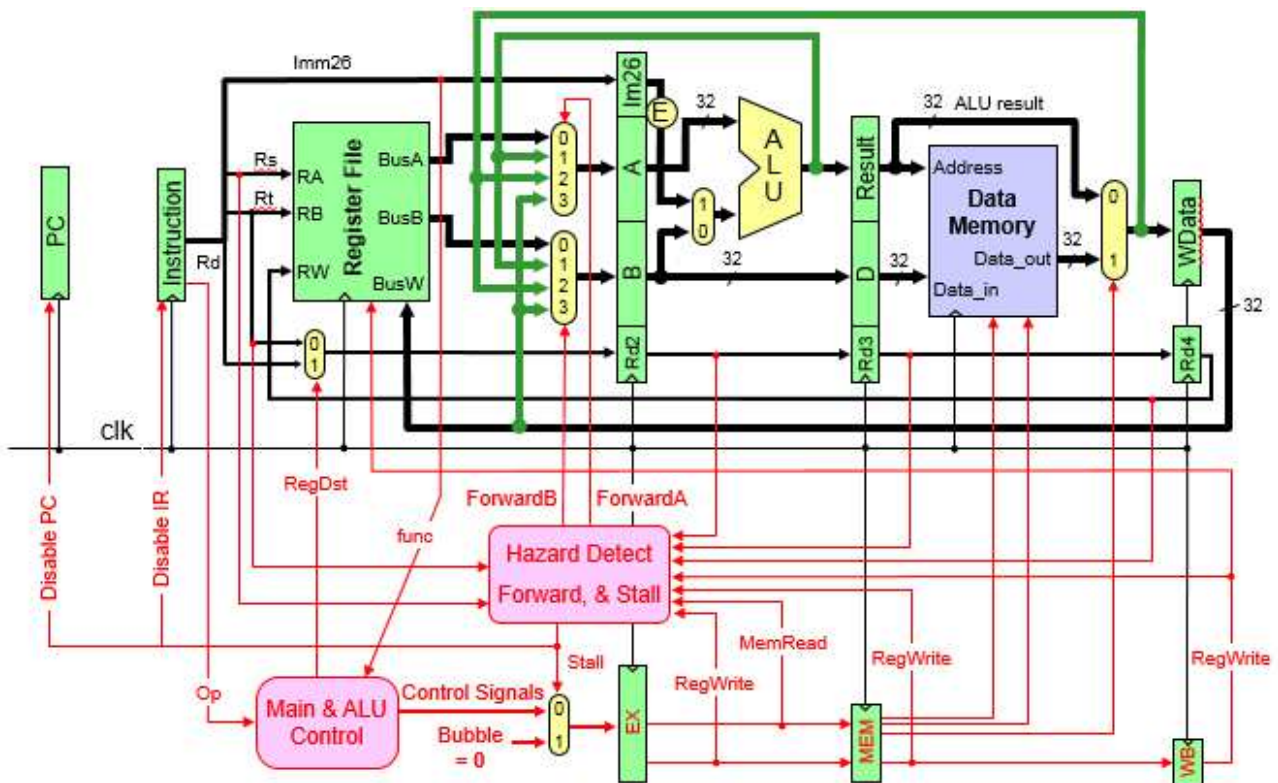 Imm26
Im26
32
32
ALU result
E
A
L
U
Rs
Rt
Rd
RA
RB
RW
Register File
BusA
BusB
BusW
0
1
2
3
0
1
2
3
A
B
1
0
32
Result
D
32
Address
Data
Memory
Data_out
Data_in
32
0
1
WData
32
PC
Instruction
0
1
Rd2
Rd3
Rd4
clk
RegDst
ForwardB
ForwardA
func
Disable PC
Disable IR
Hazard Detect
Forward, & Stall
MemRead
RegWrite
RegWrite
RegWrite
Stall
Op
Main & ALU
Control
Control Signals
Bubble
= 0
0
1
EX
MEM
WB